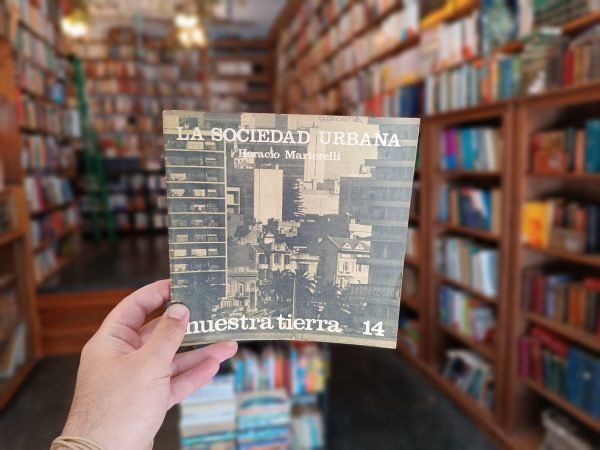 LA SOCIEDAD URBANA
Horacio Martorelli
nuestra tierra 14